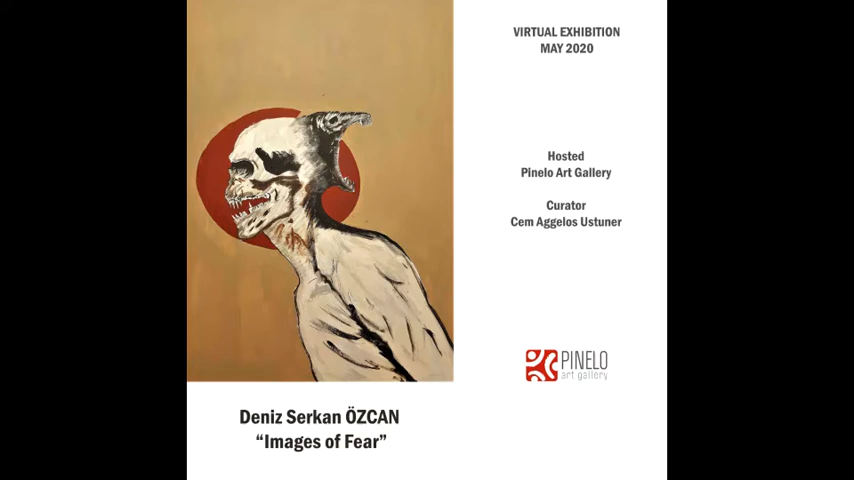 VIRTUAL EXHIBITION
MAY 2020
Hosted
Pinelo Art Gallery
Curator
Cem Aggelos Ustuner
PINELO
art gallery
Deniz Serkan ÖZCAN
“Images of Fear”